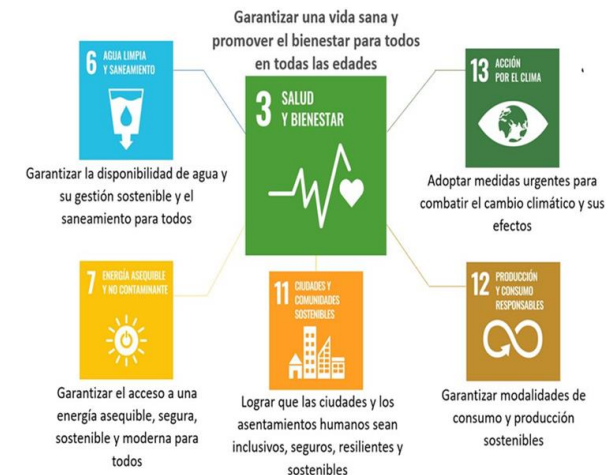 Garantizar una vida sana y
promover el bienestar para todos
en todas las edades
6 AGUA LIMPIA
Y SANEAMIENTO
Garantizar la disponibilidad de agua y
su gestión sostenible y el
saneamiento para todos
3 SALUD
Y BIENESTAR
13 ACCIÓN
POR EL CLIMA
Adoptar medidas urgentes para
combatir el cambio climático y sus
efectos
7 ENERGÍA ASEQUIBLE
Y NO CONTAMINANTE
Garantizar el acceso a una
energía asequible, segura,
sostenible y moderna para
todos
11 CIUDADES Y
COMUNIDADES
SOSTENIBLES
Lograr que las ciudades y los
asentamientos humanos sean
inclusivos, seguros, resilientes y
sostenibles
12 PRODUCCIÓN
Y CONSUMO
RESPONSABLES
Garantizar modalidades de
consumo y producción
sostenibles